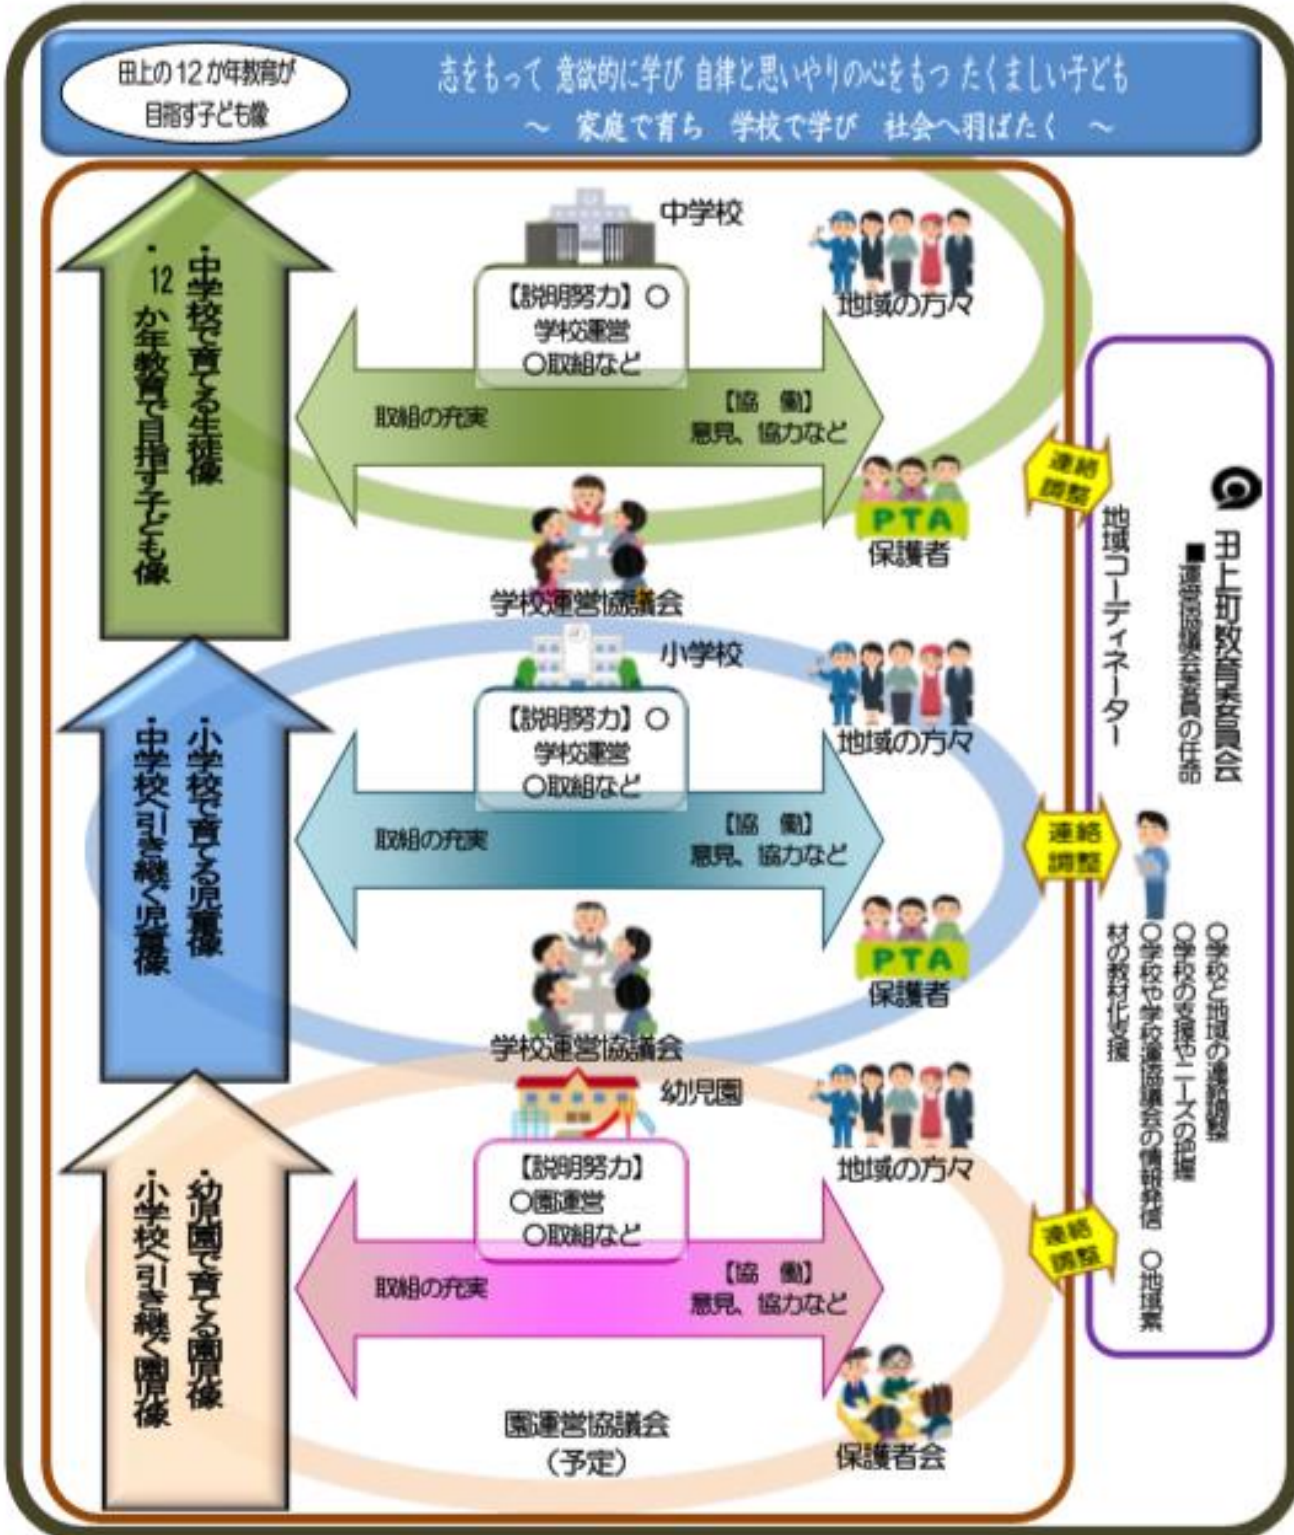 田上の12か年教育が
目指す子ども像
志をもって 意欲的に学び 自律と思いやりの心をもつ たくましい子ども
～ 家庭で育ち 学校で学び 社会へ羽ばたく ～
・中学校で育てる生徒像
・12か年教育で目指す子ども像
中学校
【説明努力】〇
学校運営
〇取組など
地域の方々
取組の充実
【協 働】
意見、協力など
PTA
保護者
学校運営協議会
連絡
調整
・小学校で育てる児童像
・中学校へ引き継ぐ児童像
小学校
【説明努力】〇
学校運営
〇取組など
地域の方々
取組の充実
【協 働】
意見、協力など
PTA
保護者
学校運営協議会
連絡
調整
・幼児園で育てる園児像
・小学校へ引き継ぐ園児像
幼児園
【説明努力】
〇園運営
〇取組など
地域の方々
取組の充実
【協 働】
意見、協力など
保護者会
園運営協議会
（予定）
連絡
調整
田上町教育委員会
■運営協議会委員の任命
地域コーディネーター
〇学校と地域の連絡調整
〇学校の支援やニーズの把握
〇学校や学校運協議会の情報発信 〇地域素
材の教材化支援